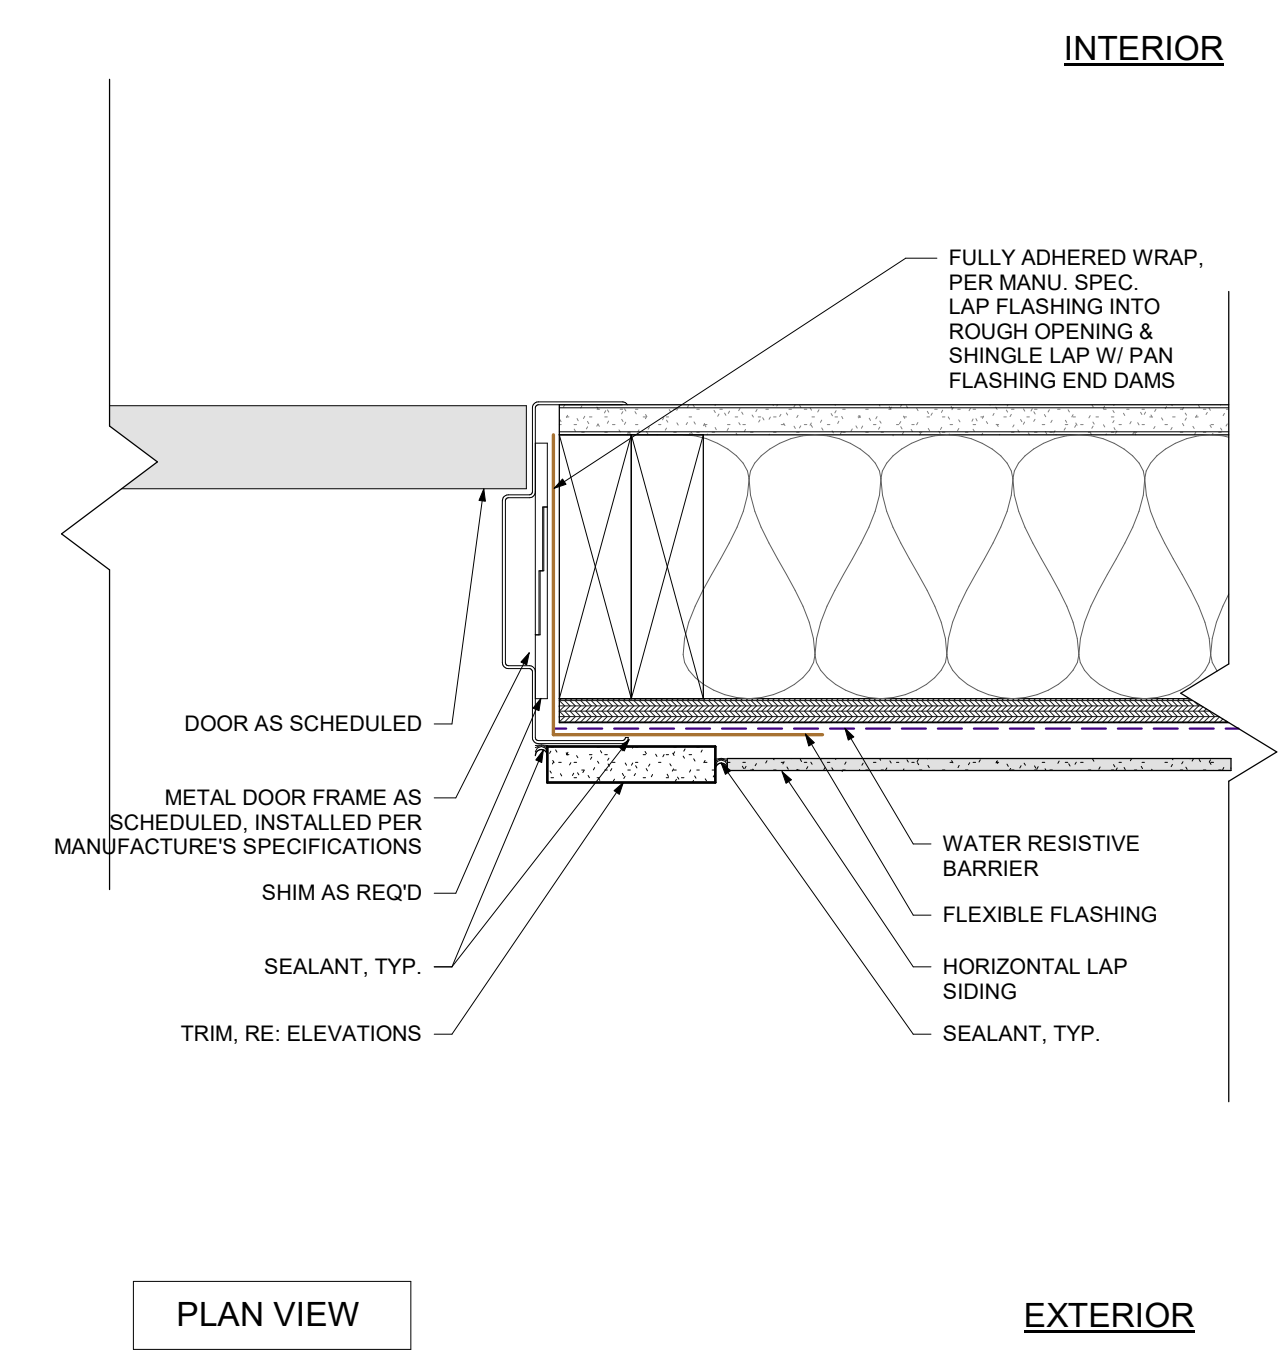 INTERIOR
FULLY ADHERED WRAP,
PER MANU. SPEC.
LAP FLASHING INTO
ROUGH OPENING &
SHINGLE LAP W/ PAN
FLASHING END DAMS
DOOR AS SCHEDULED
METAL DOOR FRAME AS
SCHEDULED, INSTALLED PER
MANUFACTURE'S SPECIFICATIONS
SHIM AS REQ'D
SEALANT, TYP.
TRIM, RE: ELEVATIONS
WATER RESISTIVE
BARRIER
FLEXIBLE FLASHING
HORIZONTAL LAP
SIDING
SEALANT, TYP.
PLAN VIEW
EXTERIOR